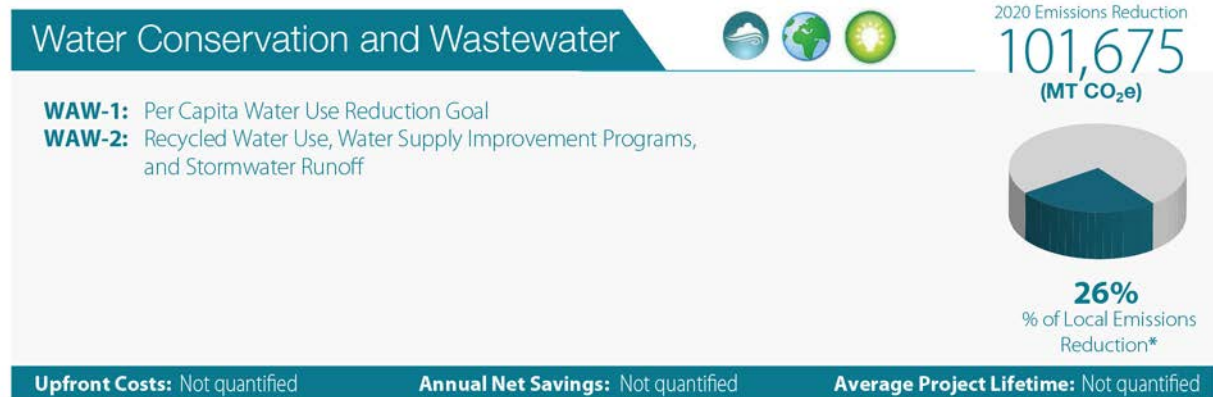 Water Conservation and Wastewater
2020 Emissions Reduction
101,675
(MT CO₂e)
WAW-1: Per Capita Water Use Reduction Goal
WAW-2: Recycled Water Use, Water Supply Improvement Programs,
and Stormwater Runoff
26%
% of Local Emissions
Reduction*
Upfront Costs: Not quantified Annual Net Savings: Not quantified Average Project Lifetime: Not quantified